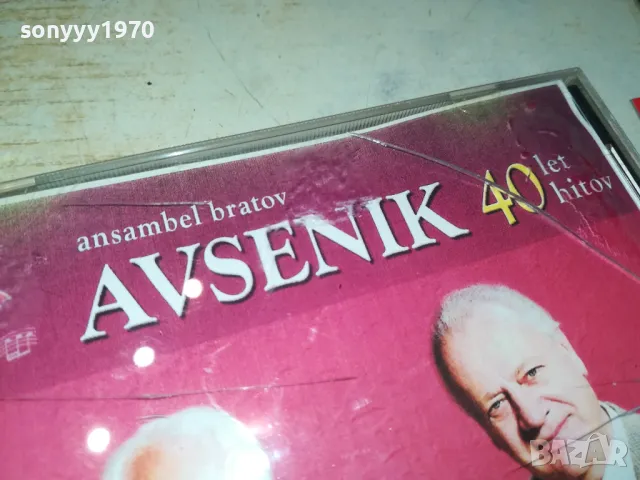 sonyyy1970
ansambel bratov
AVSENIK 40 let
hitov
BAZAR